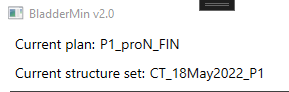 BladderMin v2.0
Current plan: P1_proN_FIN
Current structure set: CT_18May2022_P1